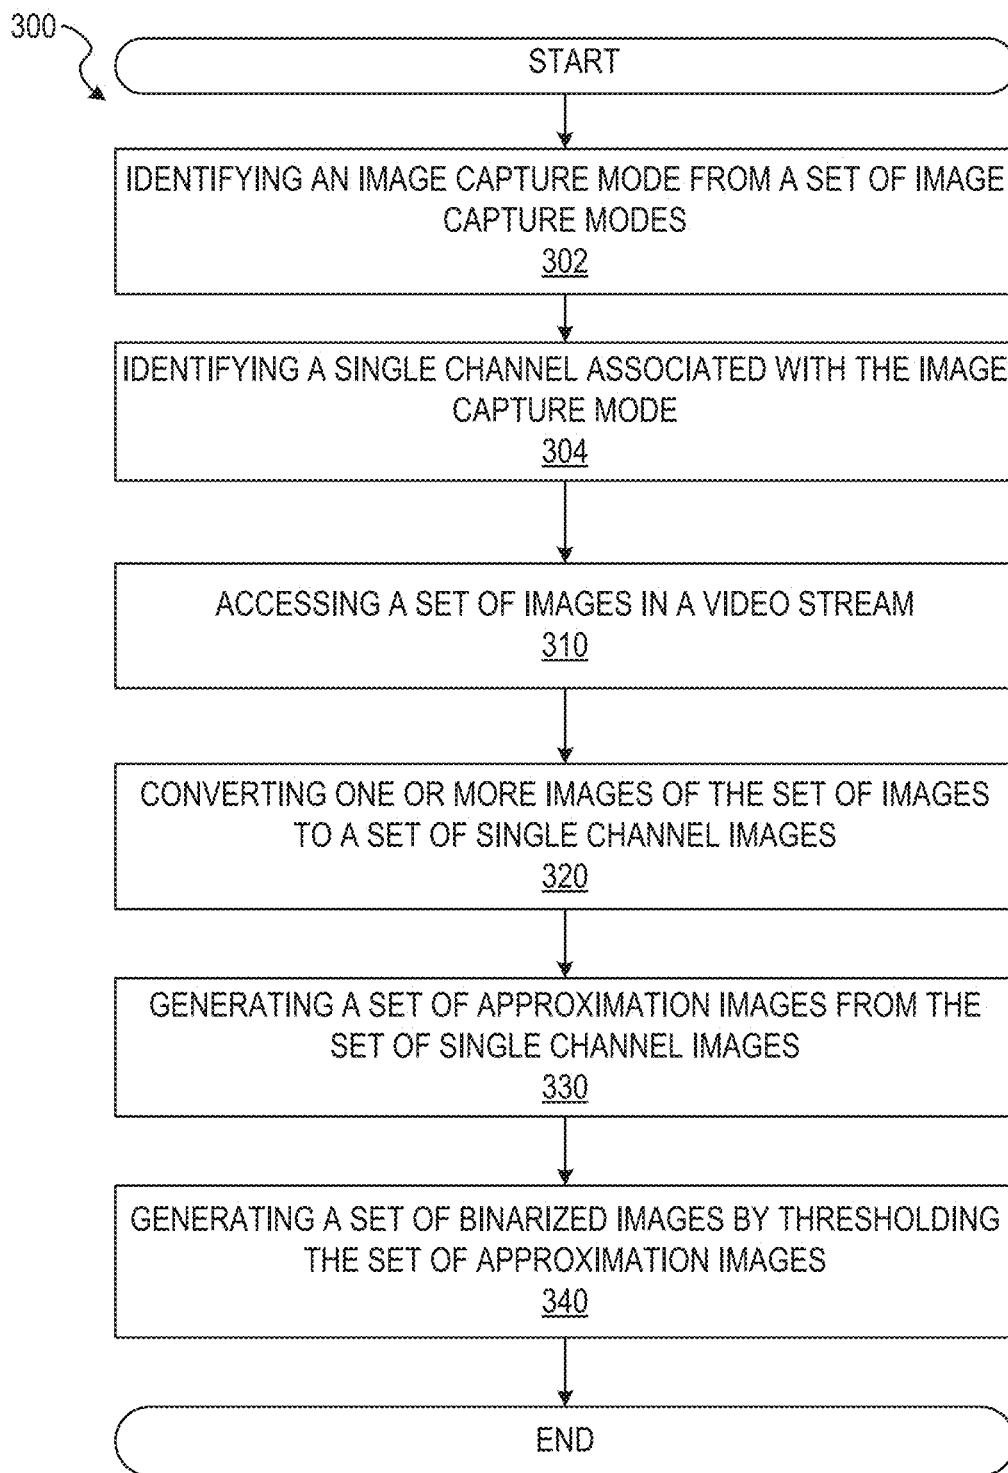 300
START
IDENTIFYING AN IMAGE CAPTURE MODE FROM A SET OF IMAGE
CAPTURE MODES
302
IDENTIFYING A SINGLE CHANNEL ASSOCIATED WITH THE IMAGE
CAPTURE MODE
304
ACCESSING A SET OF IMAGES IN A VIDEO STREAM
310
CONVERTING ONE OR MORE IMAGES OF THE SET OF IMAGES
TO A SET OF SINGLE CHANNEL IMAGES
320
GENERATING A SET OF APPROXIMATION IMAGES FROM THE
SET OF SINGLE CHANNEL IMAGES
330
GENERATING A SET OF BINARIZED IMAGES BY THRESHOLDING
THE SET OF APPROXIMATION IMAGES
340
END